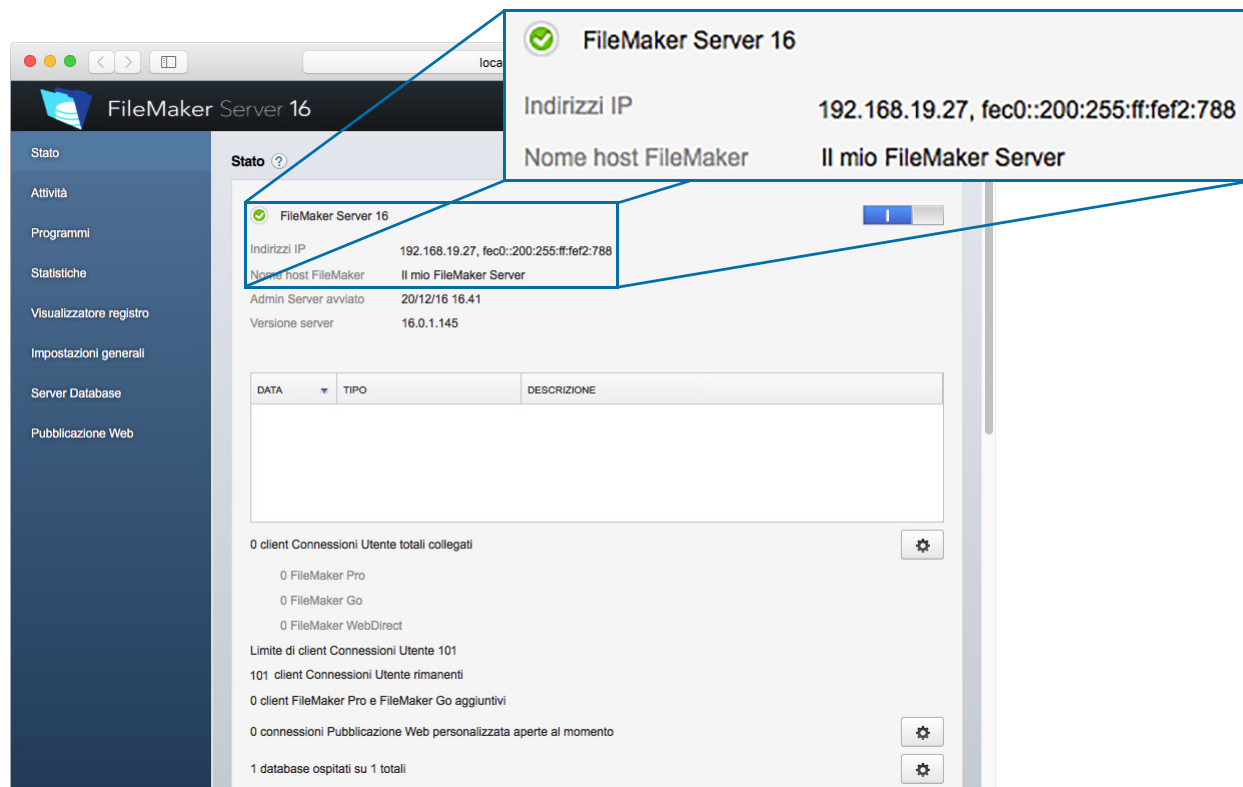 loca
FileMaker Server 16
Stato
Attività
Programmi
Statistiche
Visualizzatore registro
Impostazioni generali
Server Database
Pubblicazione Web
Stato ?
FileMaker Server 16
Indirizzi IP 192.168.19.27, fec0::200:255:ff:fef2:788
Nome host FileMaker Il mio FileMaker Server
Admin Server avviato 20/12/16 16.41
Versione server 16.0.1.145
DATA TIPO DESCRIZIONE
0 client Connessioni Utente totali collegati
0 FileMaker Pro
0 FileMaker Go
0 FileMaker WebDirect
Limite di client Connessioni Utente 101
101 client Connessioni Utente rimanenti
0 client FileMaker Pro e FileMaker Go aggiuntivi
0 connessioni Pubblicazione Web personalizzata aperte al momento
1 database ospitati su 1 totali
FileMaker Server 16
Indirizzi IP 192.168.19.27, fec0::200:255:ff:fef2:788
Nome host FileMaker Il mio FileMaker Server